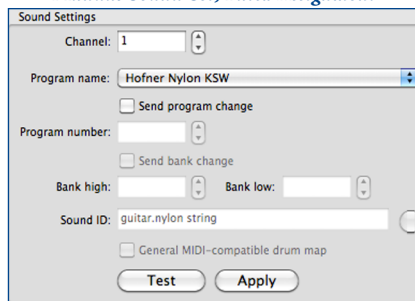 Sound Settings
Channel: 1
Program name: Hofner Nylon KSW
Send program change
Program number:
Send bank change
Bank high: Bank low:
Sound ID: guitar.nylon string
General MIDI-compatible drum map
Test Apply